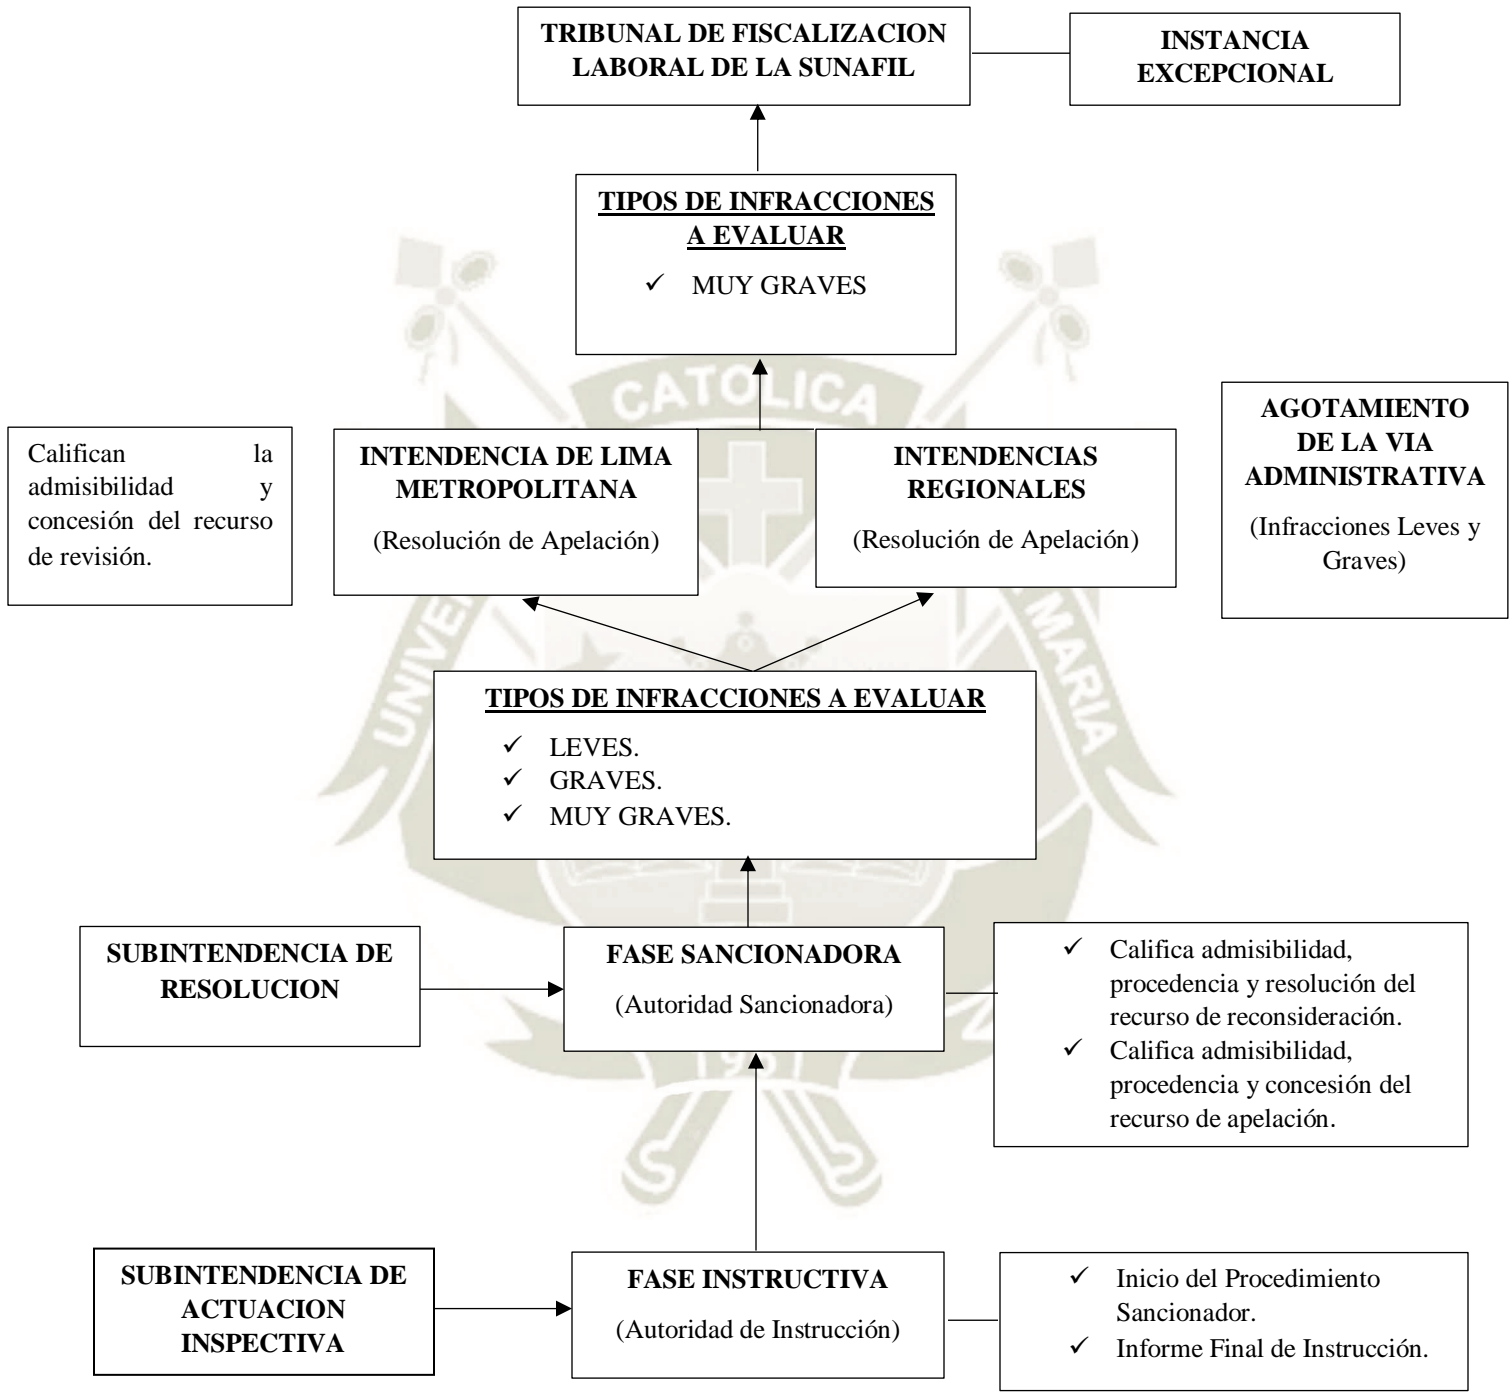 TRIBUNAL DE FISCALIZACION
LABORAL DE LA SUNAFIL
INSTANCIA
EXCEPCIONAL
TIPOS DE INFRACCIONES
A EVALUAR
✓ MUY GRAVES
CATOLICA
Califican la
admisibilidad y
concesión del recurso
de revisión.
INTENDENCIA DE LIMA
METROPOLITANA
(Resolución de Apelación)
INTENDENCIAS
REGIONALES
(Resolución de Apelación)
AGOTAMIENTO
DE LA VIA
ADMINISTRATIVA
(Infracciones Leves y
Graves)
UNIVE
MARIA
TIPOS DE INFRACCIONES A EVALUAR
✓ LEVES.
✓ GRAVES.
✓ MUY GRAVES.
SUBINTENDENCIA DE
RESOLUCION
FASE SANCIONADORA
(Autoridad Sancionadora)
✓ Califica admisibilidad,
procedencia y resolución del
recurso de reconsideración.
✓ Califica admisibilidad,
procedencia y concesión del
recurso de apelación.
SUBINTENDENCIA DE
ACTUACION
INSPECTIVA
FASE INSTRUCTIVA
(Autoridad de Instrucción)
✓ Inicio del Procedimiento
Sancionador.
✓ Informe Final de Instrucción.